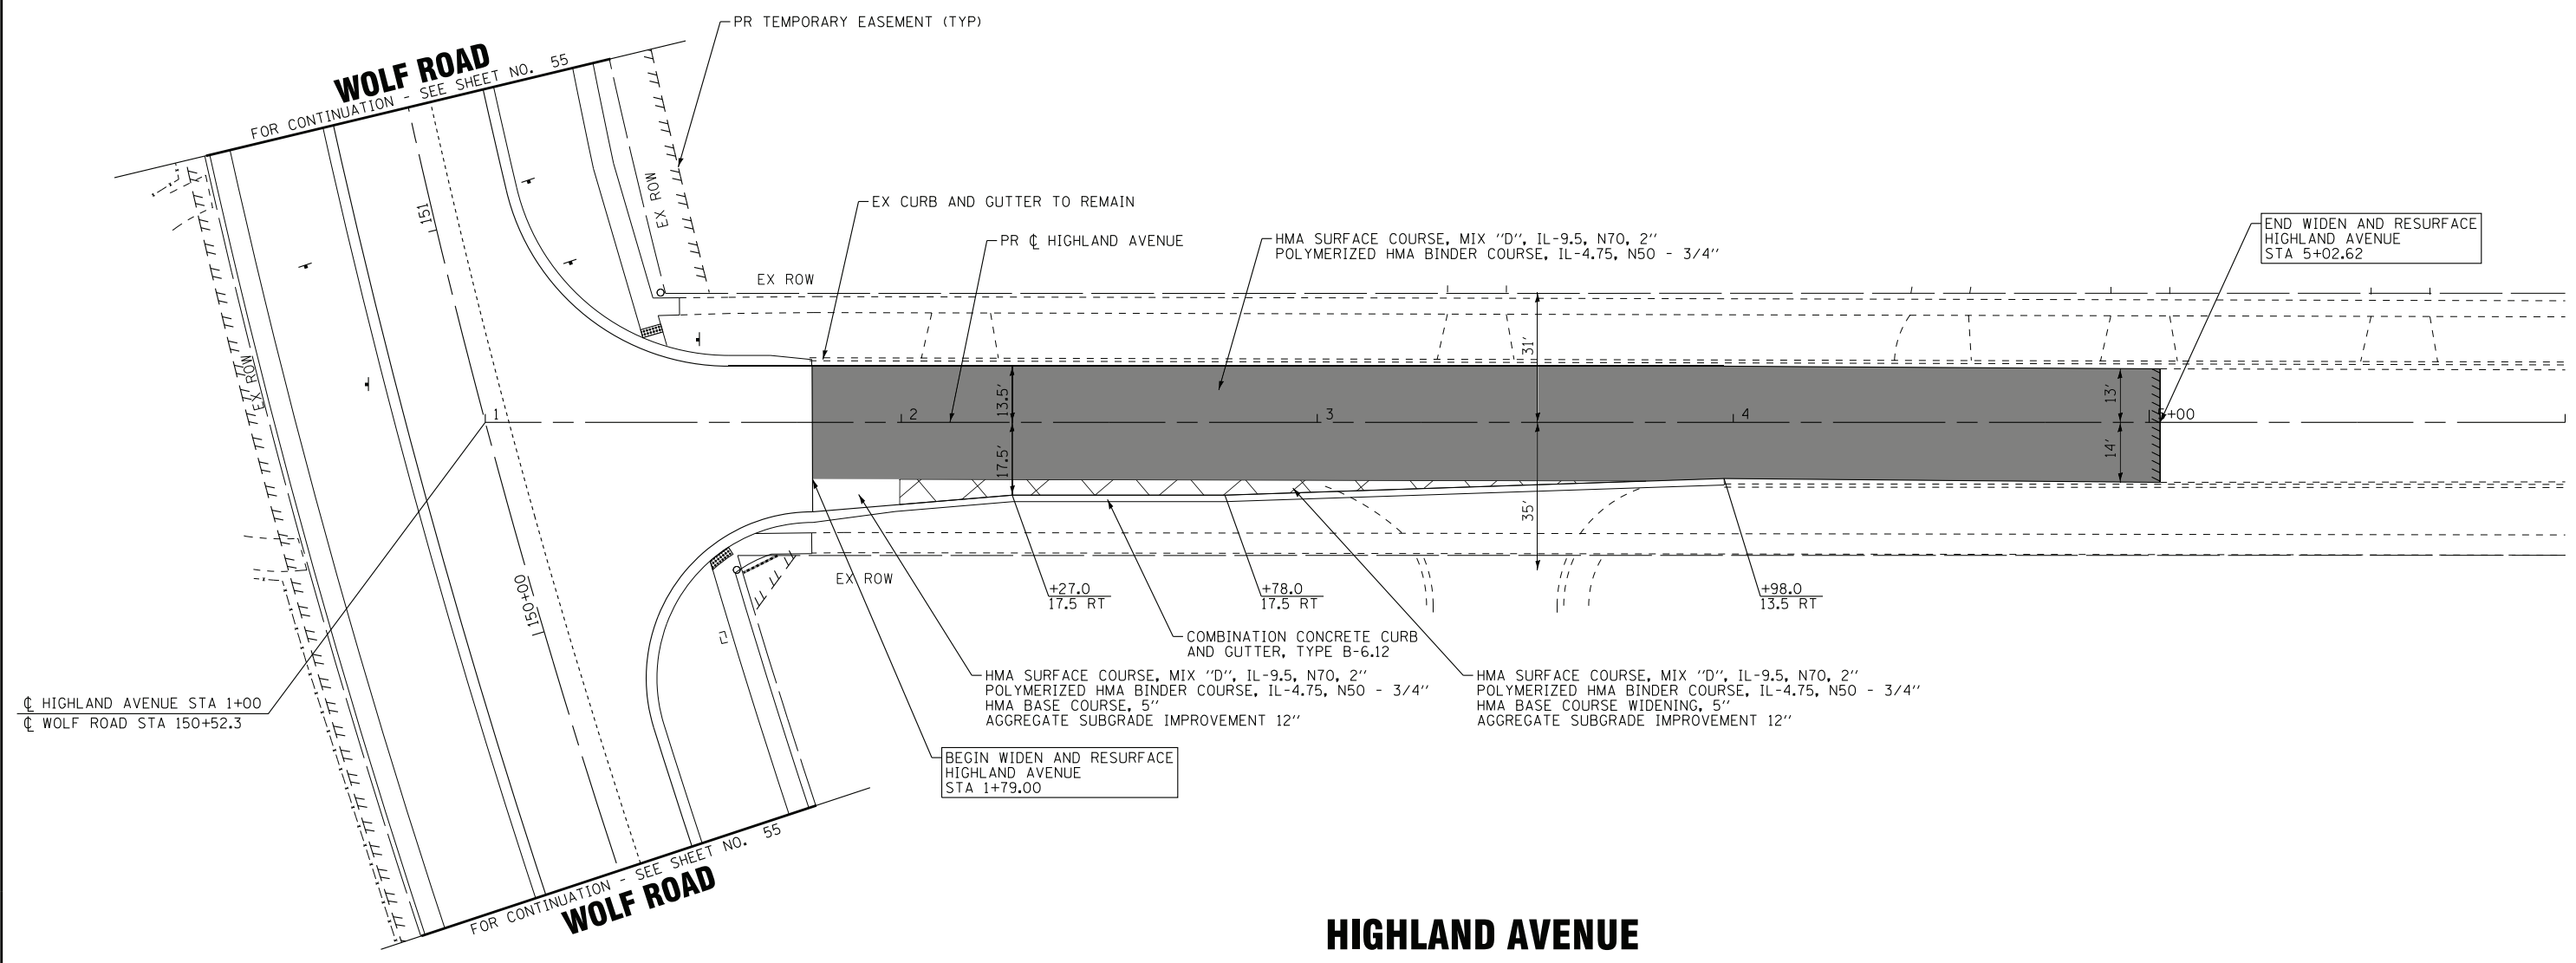 PR TEMPORARY EASEMENT (TYP)
WOLF ROAD
FOR CONTINUATION - SEE SHEET NO. 55
EX ROW
151
EX CURB AND GUTTER TO REMAIN
PR ℄ HIGHLAND AVENUE
HMA SURFACE COURSE, MIX "D", IL-9.5, N70, 2"
POLYMERIZED HMA BINDER COURSE, IL-4.75, N50 - 3/4"
END WIDEN AND RESURFACE
HIGHLAND AVENUE
STA 5+02.62
EX ROW
31'
EX ROW
13.5'
13'
1
2
3
4
5+00
17.5'
14'
35'
150+00
EX ROW
+27.0
17.5 RT
+78.0
17.5 RT
+98.0
13.5 RT
COMBINATION CONCRETE CURB
AND GUTTER, TYPE B-6.12
HMA SURFACE COURSE, MIX "D", IL-9.5, N70, 2"
POLYMERIZED HMA BINDER COURSE, IL-4.75, N50 - 3/4"
HMA BASE COURSE, 5"
AGGREGATE SUBGRADE IMPROVEMENT 12"
HMA SURFACE COURSE, MIX "D", IL-9.5, N70, 2"
POLYMERIZED HMA BINDER COURSE, IL-4.75, N50 - 3/4"
HMA BASE COURSE WIDENING, 5"
AGGREGATE SUBGRADE IMPROVEMENT 12"
℄ HIGHLAND AVENUE STA 1+00
℄ WOLF ROAD STA 150+52.3
BEGIN WIDEN AND RESURFACE
HIGHLAND AVENUE
STA 1+79.00
FOR CONTINUATION - SEE SHEET NO. 55
WOLF ROAD
HIGHLAND AVENUE